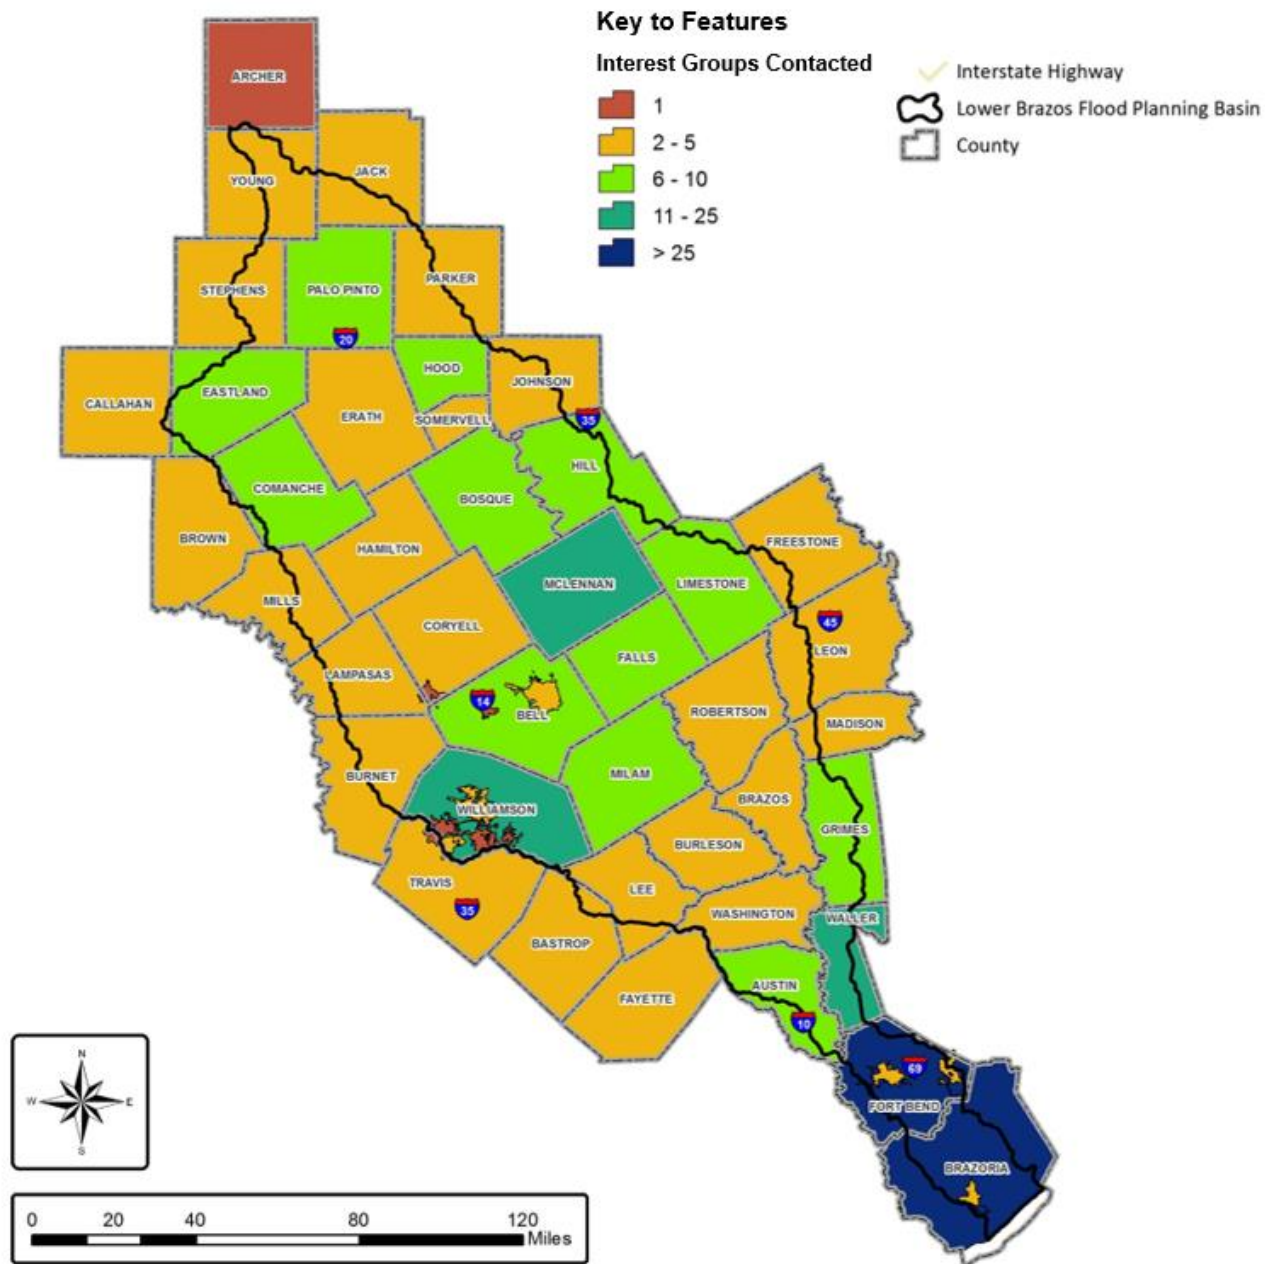 Key to Features
Interest Groups Contacted
1
2 - 5
6 - 10
11 - 25
> 25
Interstate Highway
Lower Brazos Flood Planning Basin
County
ARCHER
YOUNG
JACK
STEPHENS
PALO PINTO
PARKER
20
CALLAHAN
EASTLAND
ERATH
HOOD
SOMERVELL
JOHNSON
35
HILL
COMANCHE
BOSQUE
BROWN
HAMILTON
MCLENNAN
LIMESTONE
FREESTONE
MILLS
CORYELL
FALLS
45
LEON
LAMPASAS
14
BELL
ROBERTSON
MADISON
BURNET
MILAM
BRAZOS
WILLIAMSON
GRIMES
BURLESON
TRAVIS
35
LEE
WASHINGTON
WALLER
BASTROP
FAYETTE
AUSTIN
10
69
FORT BEND
BRAZORIA
N
W
E
S
0 20 40 80 120
Miles